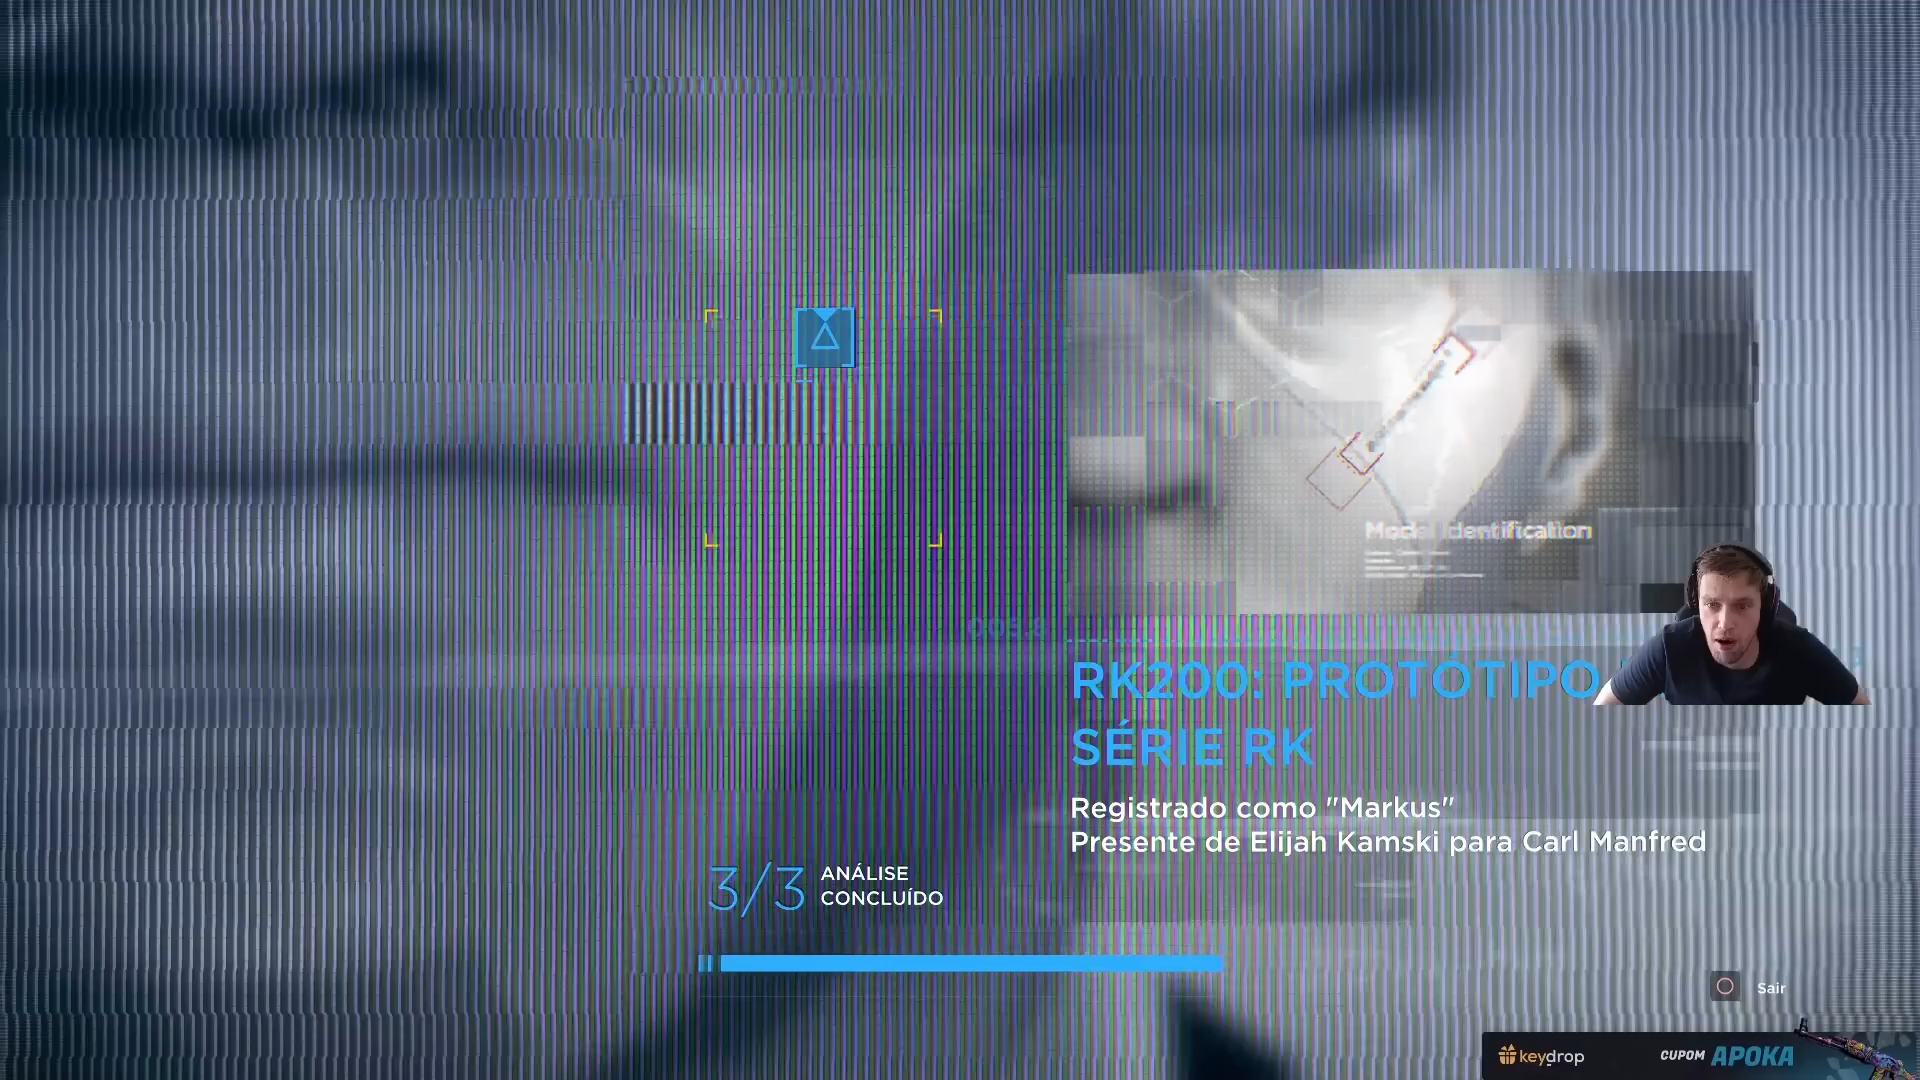 Model Identification
RK200: PROTÓTIPO
SÉRIE RK
Registrado como "Markus"
Presente de Elijah Kamski para Carl Manfred
3/3
ANÁLISE
CONCLUÍDO
Sair
keydrop
CUPOM APOKA